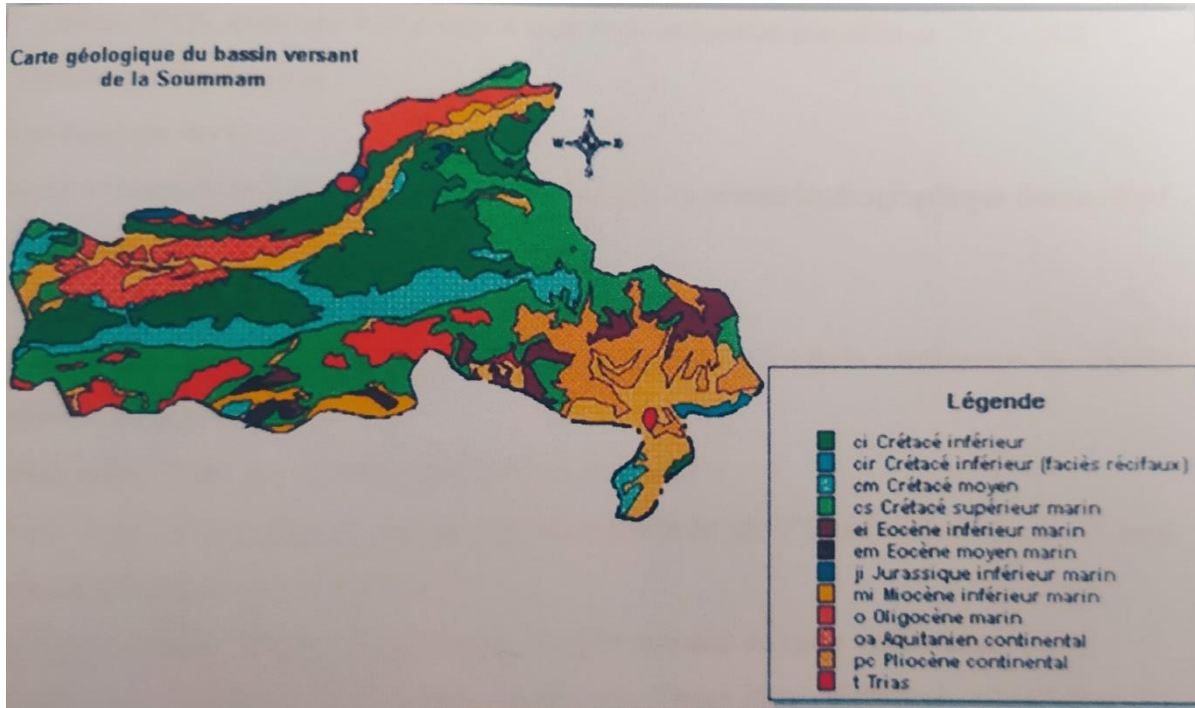 Carte géologique du bassin versant
de la Soummam
N
W
E
S
Légende
ci Crétacé inférieur
cir Crétacé inférieur (faciès récifaux)
cm Crétacé moyen
cs Crétacé supérieur marin
ei Eocène inférieur marin
em Eocène moyen marin
ji Jurassique inférieur marin
mi Miocène inférieur marin
o Oligocène marin
oa Aquitanien continental
pc Pliocène continental
t Trias